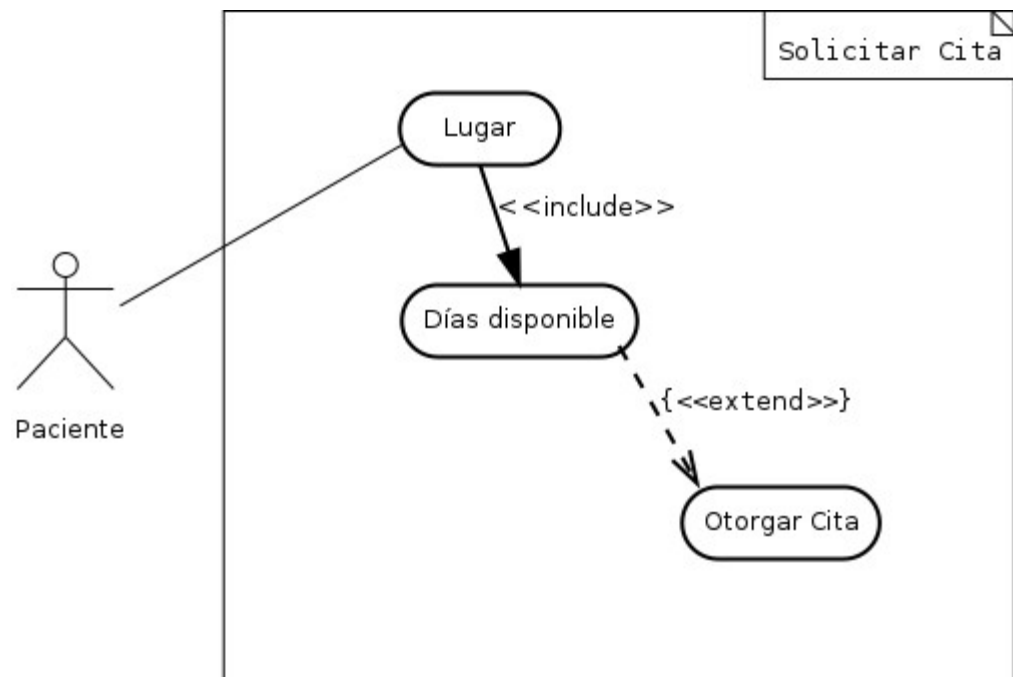 Solicitar Cita
Lugar
<<include>>
Días disponible
{<<extend>>}
Paciente
Otorgar Cita